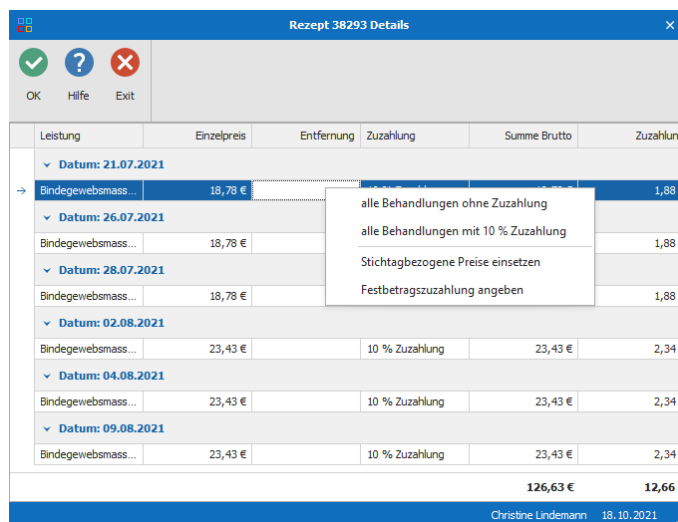 Rezept 38293 Details
OK Hilfe Exit
Leistung Einzelpreis Entfernung Zuzahlung Summe Brutto Zuzahlun
Datum: 21.07.2021
Bindegewebsmass... 18,78 € 1,88
alle Behandlungen ohne Zuzahlung
Datum: 26.07.2021
alle Behandlungen mit 10 % Zuzahlung
Bindegewebsmass... 18,78 € 1,88
Stichtagbezogene Preise einsetzen
Datum: 28.07.2021
Festbetragszuzahlung angeben
Bindegewebsmass... 18,78 € 1,88
Datum: 02.08.2021
Bindegewebsmass... 23,43 € 10 % Zuzahlung 23,43 € 2,34
Datum: 04.08.2021
Bindegewebsmass... 23,43 € 10 % Zuzahlung 23,43 € 2,34
Datum: 09.08.2021
Bindegewebsmass... 23,43 € 10 % Zuzahlung 23,43 € 2,34
126,63 € 12,66
Christine Lindemann 18.10.2021